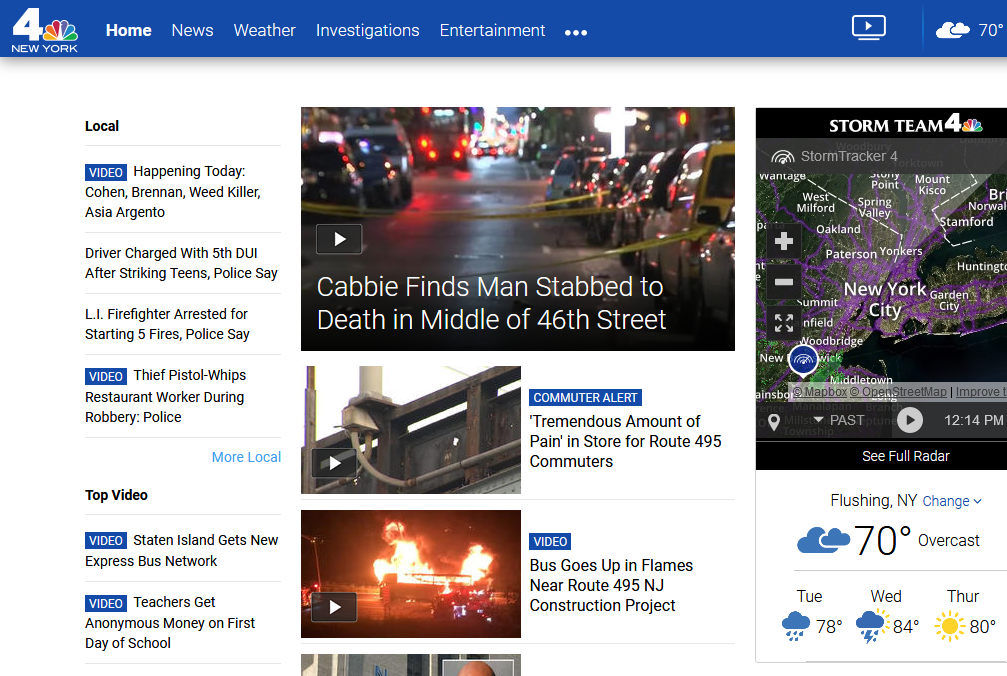 4
NEW YORK
Home
News
Weather
Investigations
Entertainment
70°
Local
VIDEO Happening Today:
Cohen, Brennan, Weed Killer,
Asia Argento
Driver Charged With 5th DUI
After Striking Teens, Police Say
L.I. Firefighter Arrested for
Starting 5 Fires, Police Say
VIDEO Thief Pistol-Whips
Restaurant Worker During
Robbery: Police
More Local
Top Video
VIDEO Staten Island Gets New
Express Bus Network
VIDEO Teachers Get
Anonymous Money on First
Day of School
Cabbie Finds Man Stabbed to
Death in Middle of 46th Street
COMMUTER ALERT
'Tremendous Amount of
Pain' in Store for Route 495
Commuters
VIDEO
Bus Goes Up in Flames
Near Route 495 NJ
Construction Project
STORM TEAM 4
StormTracker 4
Wantage
Stony
Point
Mount
Kisco
West
Milford
Spring
Valley
Bri
Norwal
Stamford
Oakland
Paterson
Yonkers
Huntingto
New York
City
Garden
City
Summit
nfield
Woodbridge
New
wick
Middletown
ainsbo
© Mapbox © OpenStreetMap | Improve t
Manalapan
PAST
12:14 PM
See Full Radar
Flushing, NY Change
70° Overcast
Tue
Wed
Thur
78°
84°
80°